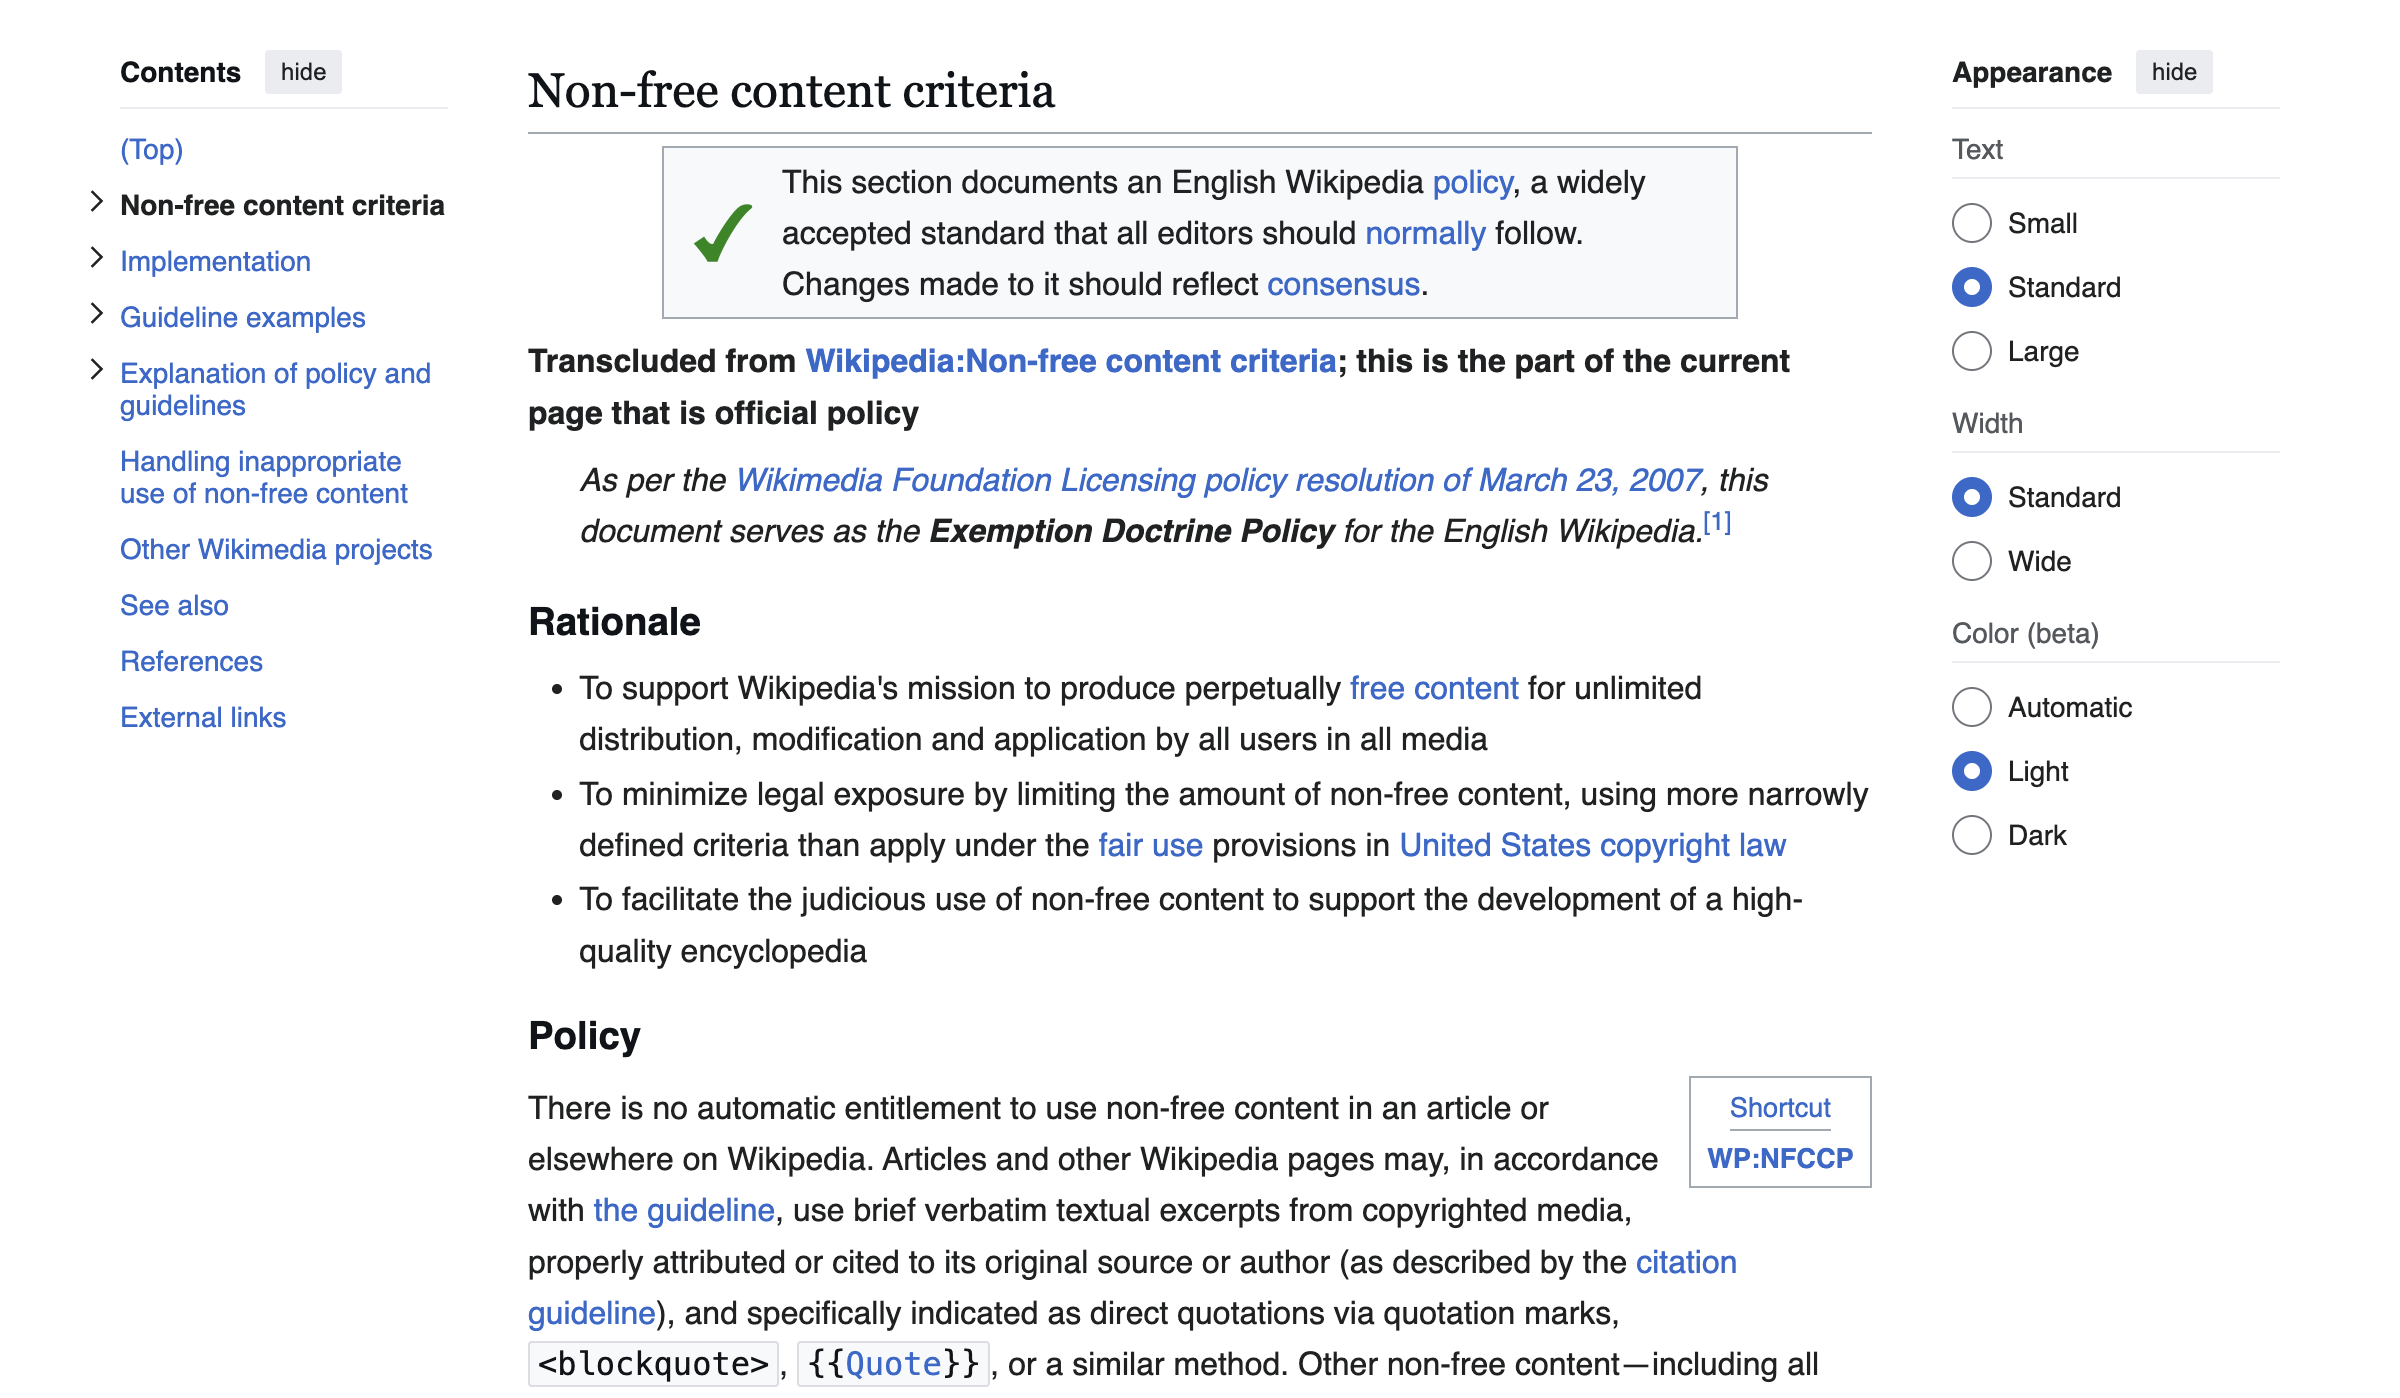 Contents hide
(Top)
Non-free content criteria
Implementation
Guideline examples
Explanation of policy and
guidelines
Handling inappropriate
use of non-free content
Other Wikimedia projects
See also
References
External links
Non-free content criteria
This section documents an English Wikipedia policy, a widely
accepted standard that all editors should normally follow.
Changes made to it should reflect consensus.
Transcluded from Wikipedia:Non-free content criteria; this is the part of the current
page that is official policy
As per the Wikimedia Foundation Licensing policy resolution of March 23, 2007, this
document serves as the Exemption Doctrine Policy for the English Wikipedia.[1]
Rationale
• To support Wikipedia's mission to produce perpetually free content for unlimited
distribution, modification and application by all users in all media
• To minimize legal exposure by limiting the amount of non-free content, using more narrowly
defined criteria than apply under the fair use provisions in United States copyright law
• To facilitate the judicious use of non-free content to support the development of a high-
quality encyclopedia
Policy
Shortcut
WP:NFCCP
There is no automatic entitlement to use non-free content in an article or
elsewhere on Wikipedia. Articles and other Wikipedia pages may, in accordance
with the guideline, use brief verbatim textual excerpts from copyrighted media,
properly attributed or cited to its original source or author (as described by the citation
guideline), and specifically indicated as direct quotations via quotation marks,
<blockquote>, {{Quote}}, or a similar method. Other non-free content—including all
Appearance hide
Text
Small
Standard
Large
Width
Standard
Wide
Color (beta)
Automatic
Light
Dark